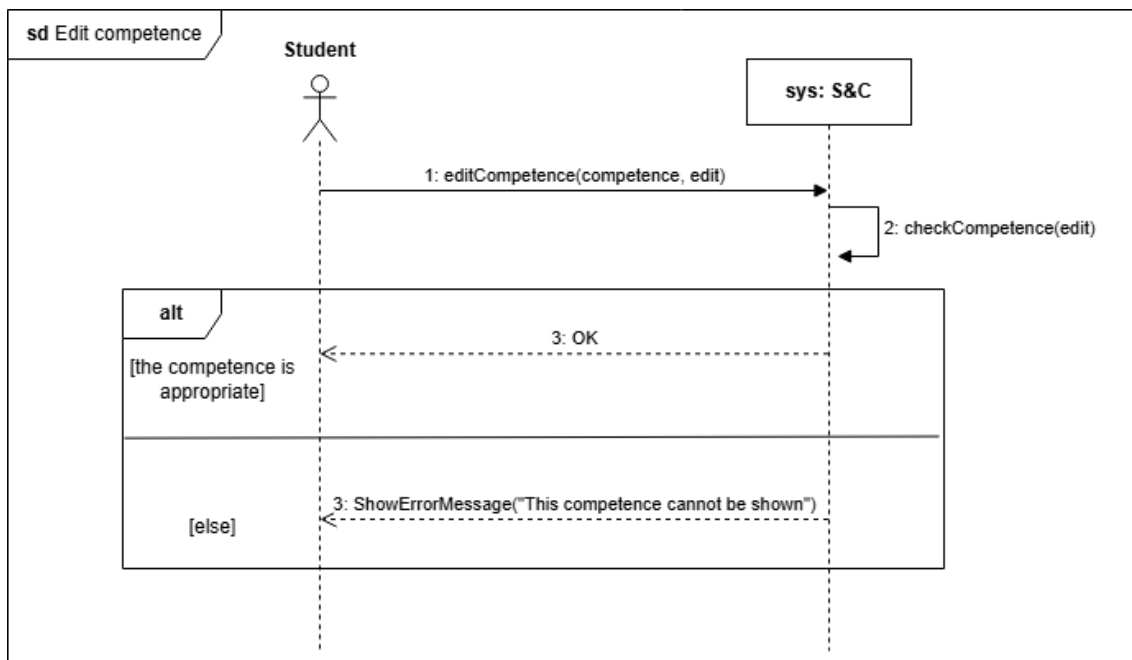 sd Edit competence
Student
sys: S&C
1: editCompetence(competence, edit)
2: checkCompetence(edit)
alt
3: OK
[the competence is
appropriate]
3: ShowErrorMessage("This competence cannot be shown")
[else]